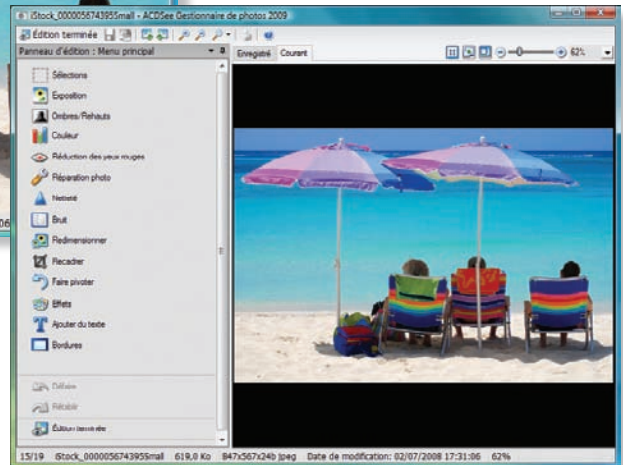 iStock_000005674395Small - ACDSee Gestionnaire de photos 2009
Édition terminée
Panneau d'édition : Menu principal
Enregistré Courant
62%
Sélections
Exposition
Ombres/Rehauts
Couleur
Réduction des yeux rouges
Réparation photo
Netteté
Bruit
Redimensionner
Recadrer
Faire pivoter
Effets
Ajouter du texte
Bordures
Défaire
Rétablir
Édition terminée
15/19 iStock_000005674395Small 619,0 Ko 847x567x24b jpeg Date de modification: 02/07/2008 17:31:06 62%
06